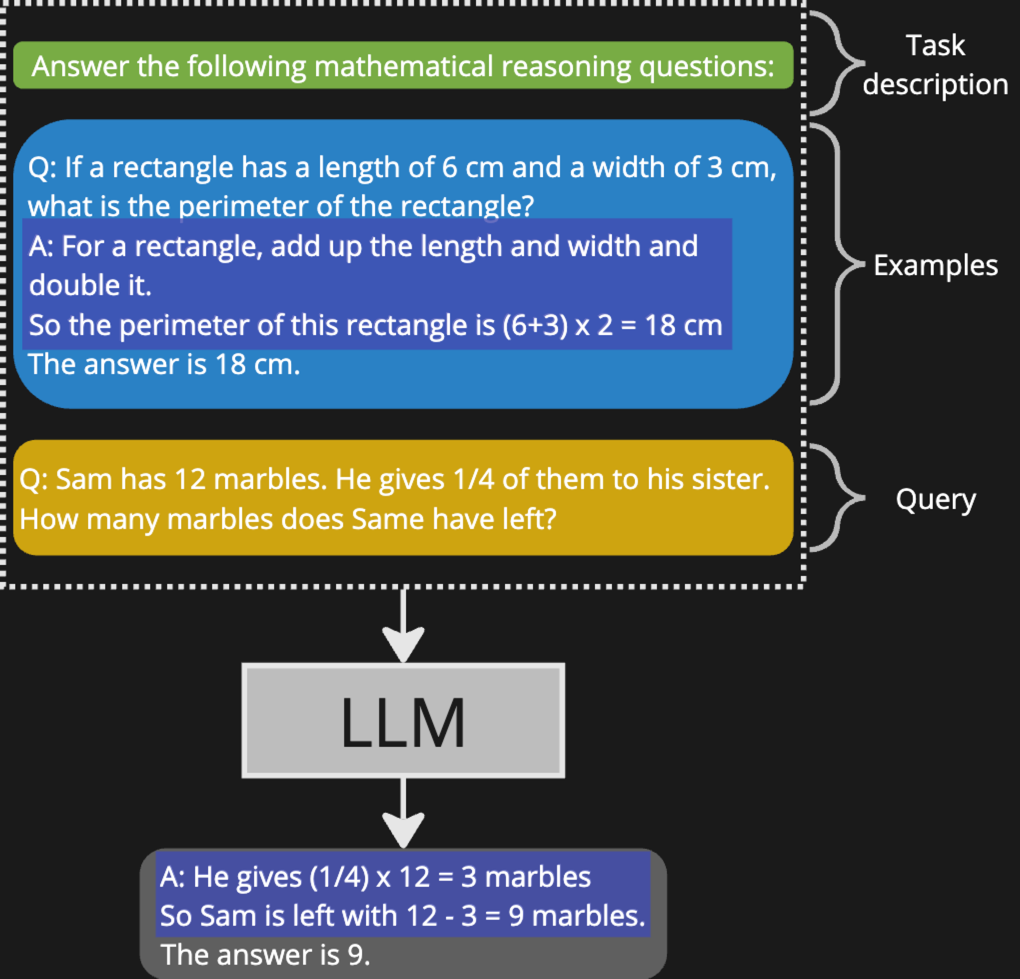 Answer the following mathematical reasoning questions:
Task
description
Q: If a rectangle has a length of 6 cm and a width of 3 cm,
what is the perimeter of the rectangle?
A: For a rectangle, add up the length and width and
double it.
So the perimeter of this rectangle is (6+3) x 2 = 18 cm
The answer is 18 cm.
Examples
Q: Sam has 12 marbles. He gives 1/4 of them to his sister.
How many marbles does Same have left?
Query
LLM
A: He gives (1/4) x 12 = 3 marbles
So Sam is left with 12 - 3 = 9 marbles.
The answer is 9.